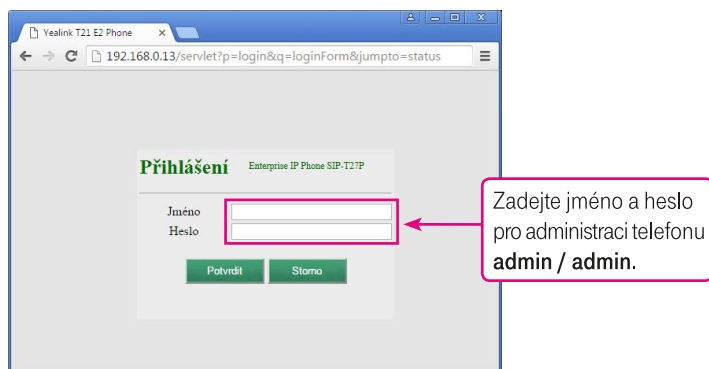 Yealink T21 E2 Phone
192.168.0.13/servlet?p=login&q=loginForm&jumpto=status
Přihlášení Enterprise IP Phone SIP-T27P
Jméno
Heslo
Potvrdit Storno
Zadejte jméno a heslo
pro administraci telefonu
admin / admin.